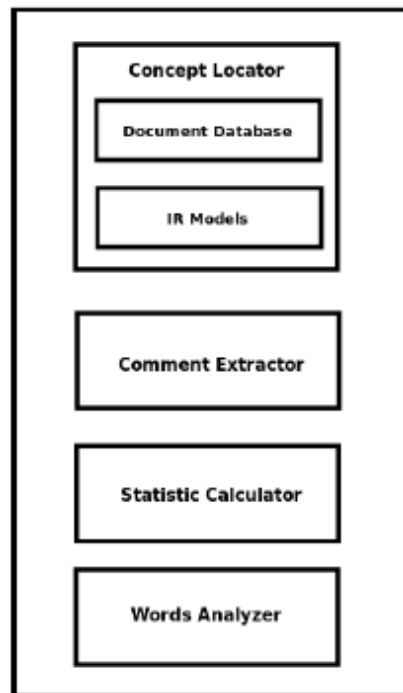 Concept Locator
Document Database
IR Models
Comment Extractor
Statistic Calculator
Words Analyzer